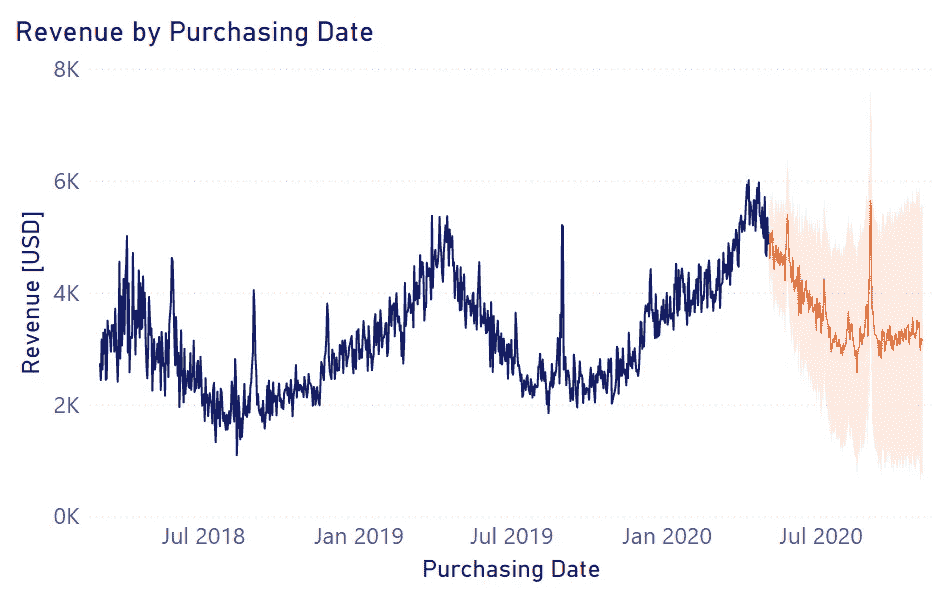 Revenue by Purchasing Date
8K
6K
4K
2K
0K
Revenue [USD]
Jul 2018
Jan 2019
Jul 2019
Jan 2020
Jul 2020
Purchasing Date